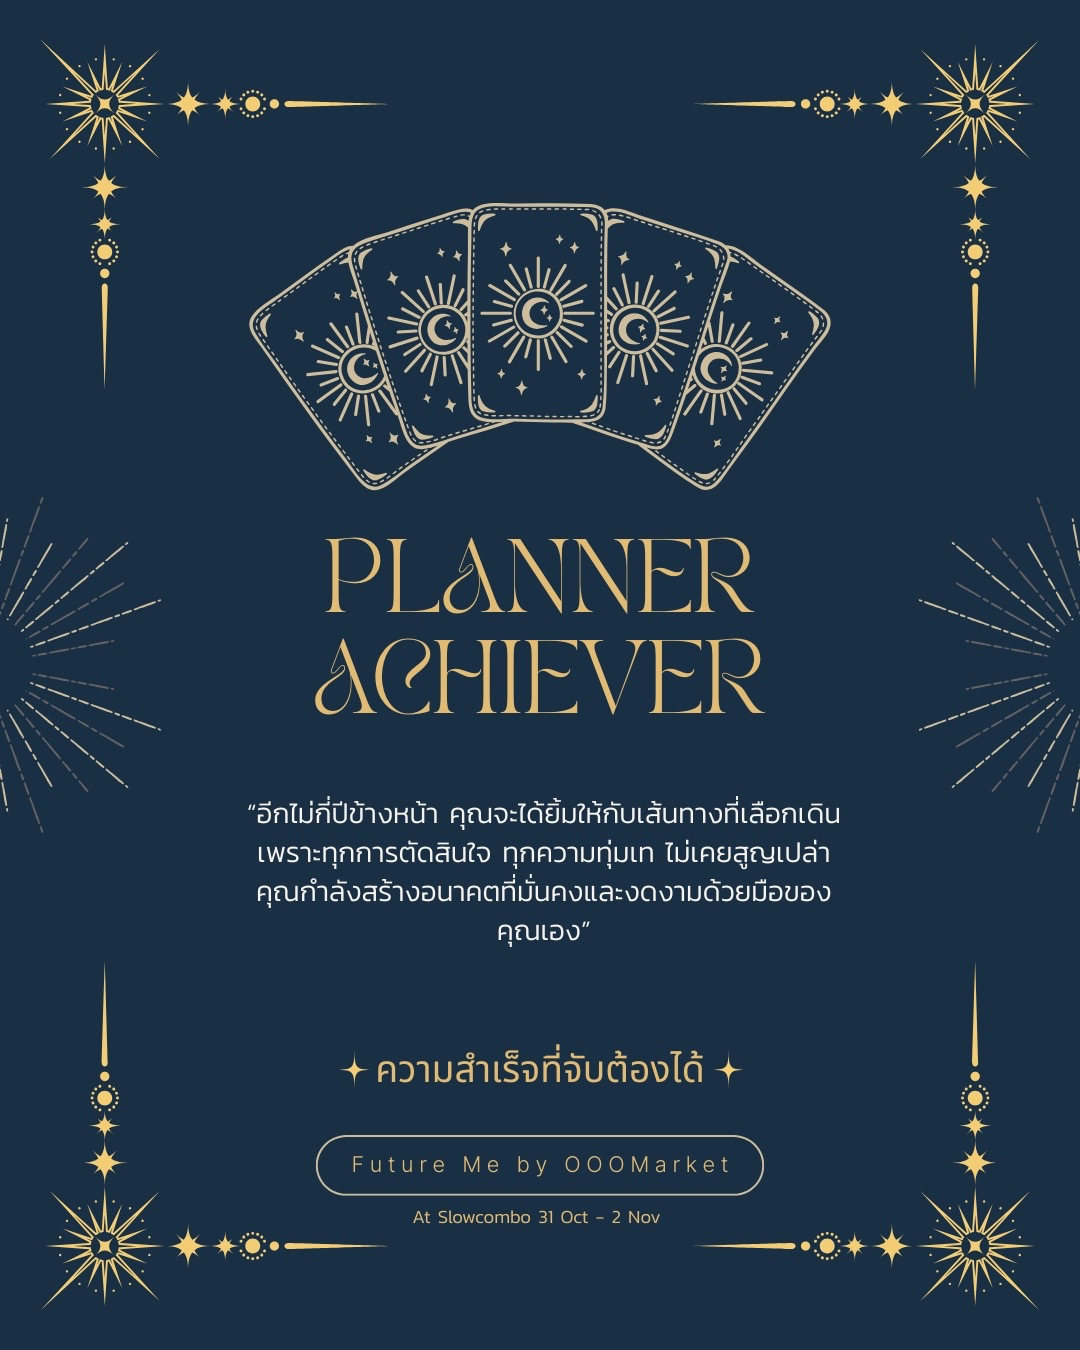 PLANNER
ACHIEVER
“อีกไม่กี่ปีข้างหน้า คุณจะได้ยิ้มให้กับเส้นทางที่เลือกเดิน
เพราะทุกการตัดสินใจ ทุกความทุ่มเท ไม่เคยสูญเปล่า
คุณกำลังสร้างอนาคตที่มั่นคงและงดงามด้วยมือของ
คุณเอง”
ความสำเร็จที่จับต้องได้
Future Me by OOOMarket
At Slowcombo 31 Oct - 2 Nov